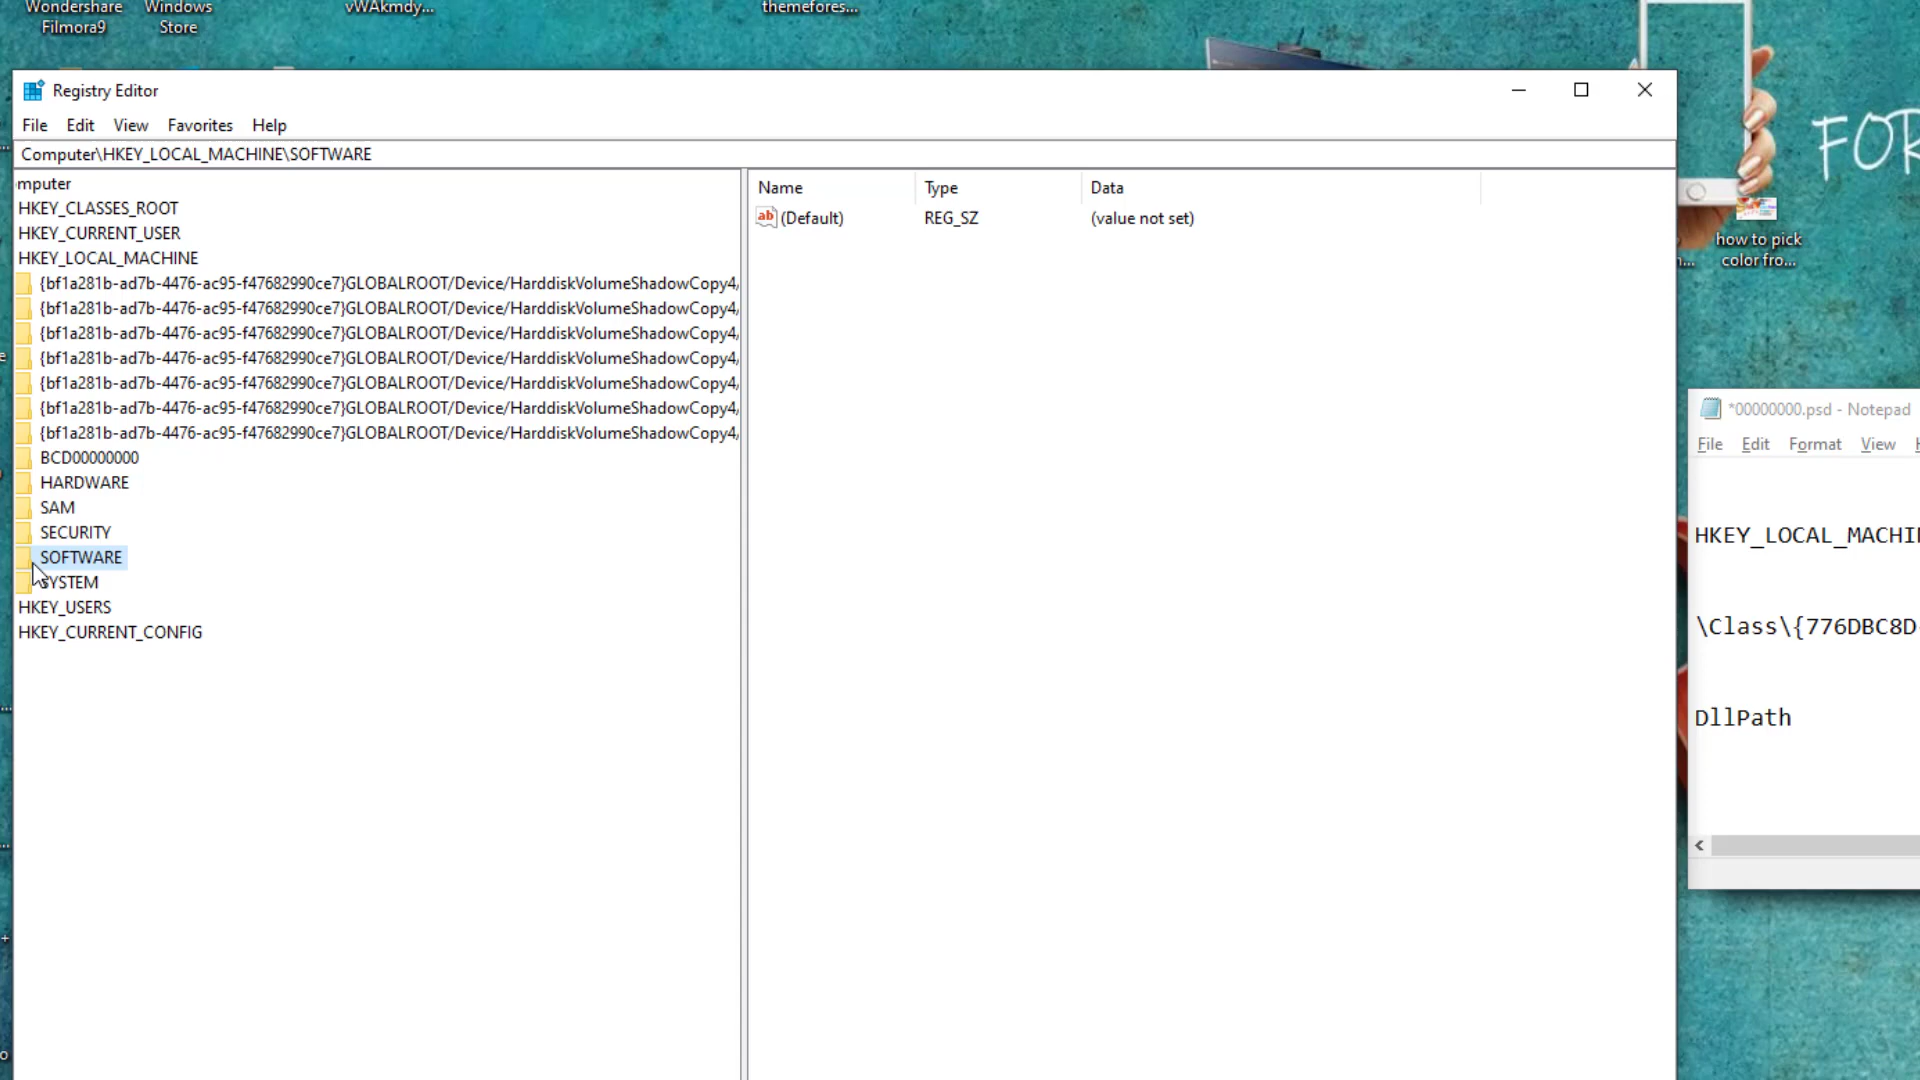 Wondershare
Filmora9
Windows
Store
vWAkmdy...
themefores...
Registry Editor
File Edit View Favorites Help
Computer\HKEY_LOCAL_MACHINE\SOFTWARE
mputer
HKEY_CLASSES_ROOT
HKEY_CURRENT_USER
HKEY_LOCAL_MACHINE
{bf1a281b-ad7b-4476-ac95-f47682990ce7}GLOBALROOT/Device/HarddiskVolumeShadowCopy4/
{bf1a281b-ad7b-4476-ac95-f47682990ce7}GLOBALROOT/Device/HarddiskVolumeShadowCopy4/
{bf1a281b-ad7b-4476-ac95-f47682990ce7}GLOBALROOT/Device/HarddiskVolumeShadowCopy4/
{bf1a281b-ad7b-4476-ac95-f47682990ce7}GLOBALROOT/Device/HarddiskVolumeShadowCopy4/
{bf1a281b-ad7b-4476-ac95-f47682990ce7}GLOBALROOT/Device/HarddiskVolumeShadowCopy4/
{bf1a281b-ad7b-4476-ac95-f47682990ce7}GLOBALROOT/Device/HarddiskVolumeShadowCopy4/
{bf1a281b-ad7b-4476-ac95-f47682990ce7}GLOBALROOT/Device/HarddiskVolumeShadowCopy4/
BCD00000000
HARDWARE
SAM
SECURITY
SOFTWARE
SYSTEM
HKEY_USERS
HKEY_CURRENT_CONFIG
Name Type Data
(Default) REG_SZ (value not set)
FOR
how to pick
color fro...
*00000000.psd - Notepad
File Edit Format View
HKEY_LOCAL_MACHIN
\Class\{776DBC8D
DllPath